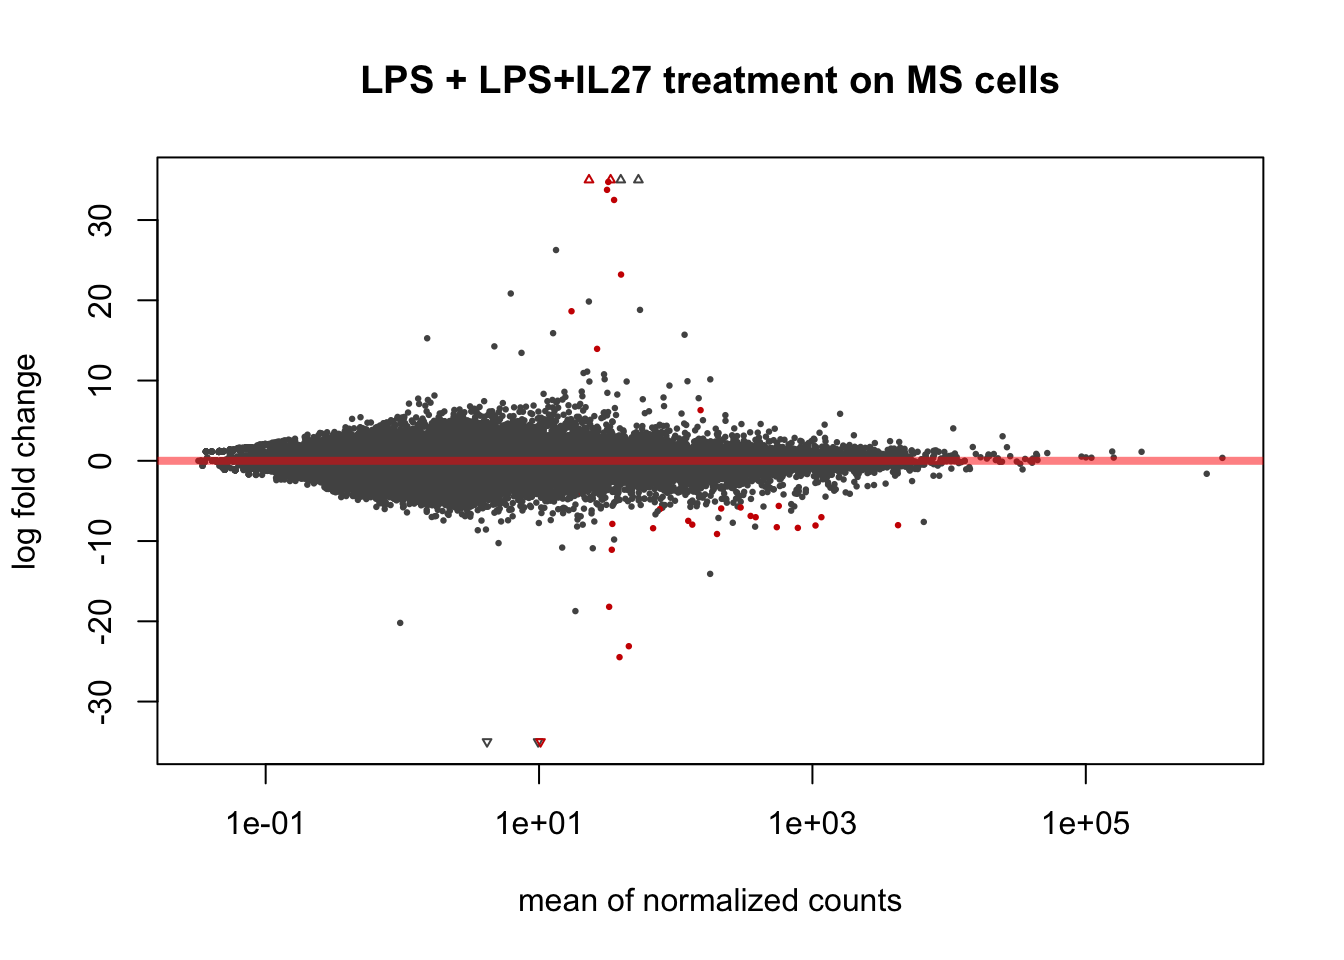 LPS + LPS+IL27 treatment on MS cells
log fold change
30
20
10
0
-10
-20
-30
1e-01 1e+01 1e+03 1e+05
mean of normalized counts